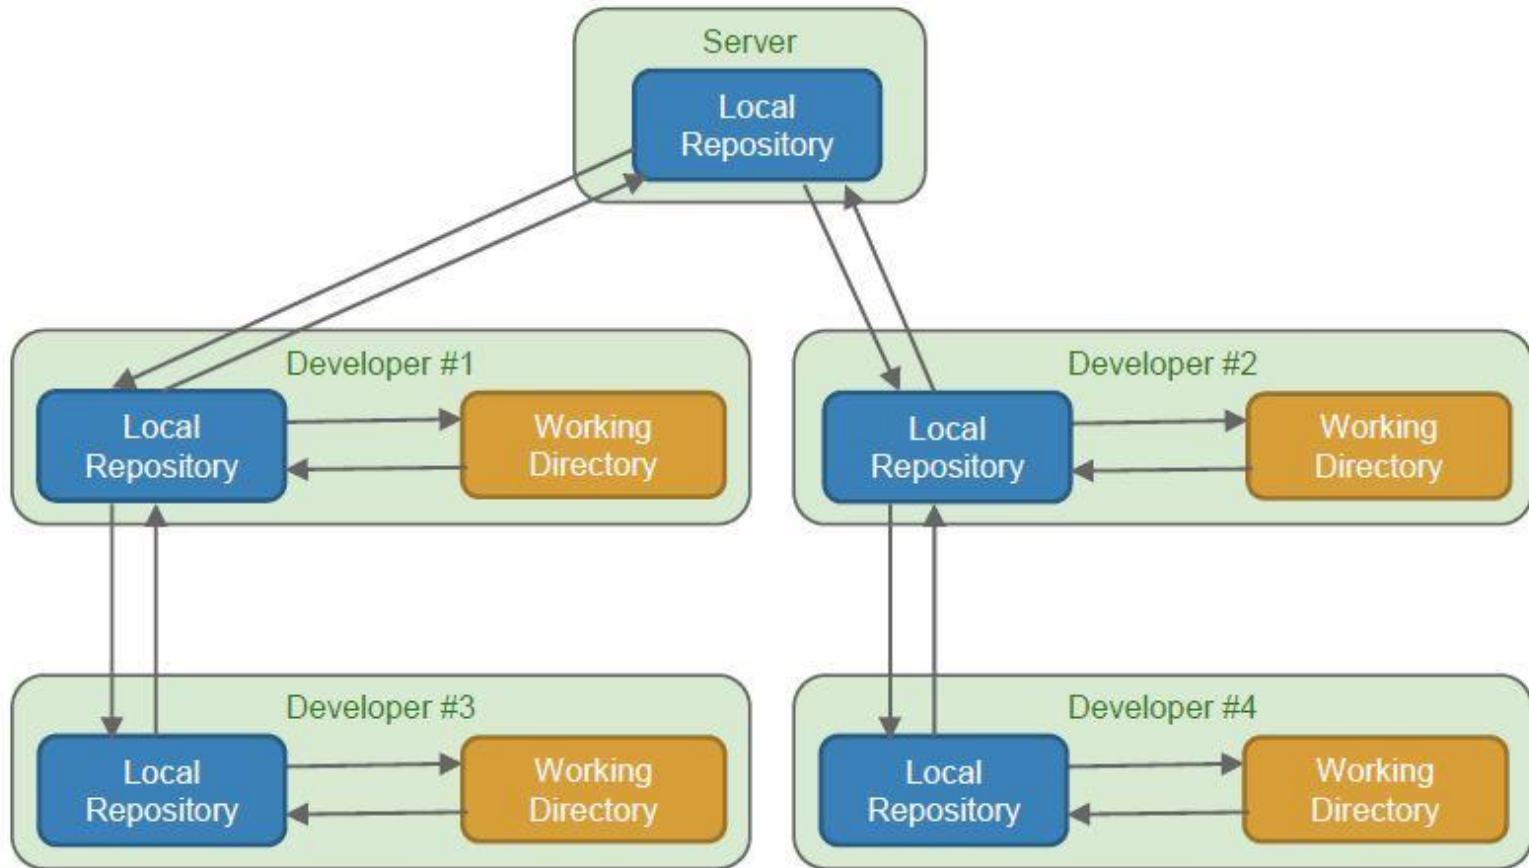 Server
Local
Repository
Developer #1
Local
Repository
Working
Directory
Developer #2
Local
Repository
Working
Directory
Developer #3
Local
Repository
Working
Directory
Developer #4
Local
Repository
Working
Directory